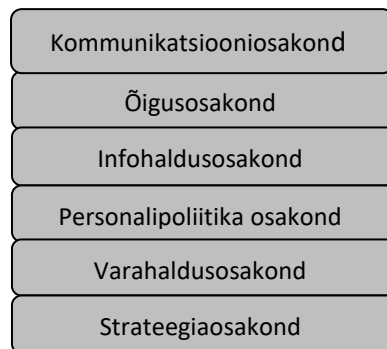 Kommunikatsiooniosakond
Õigusosakond
Infohaldusosakond
Personalipoliitika osakond
Varahaldusosakond
Strateegiaosakond